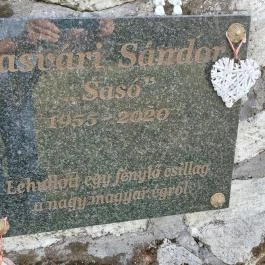 asvári Sándor
„Sasó"
1955-2020
Lehullott egy fénylő csillag
a nagy magyar égről